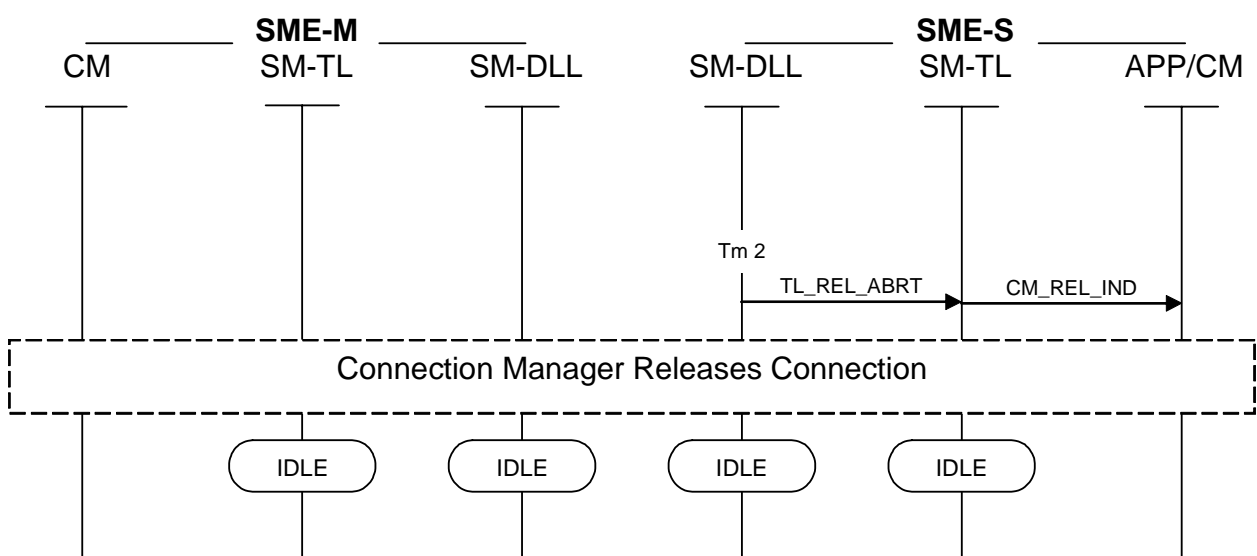 SME-M SME-S
CM SM-TL SM-DLL SM-DLL SM-TL APP/CM
Tm 2
TL_REL_ABRT CM_REL_IND
Connection Manager Releases Connection
IDLE IDLE IDLE IDLE